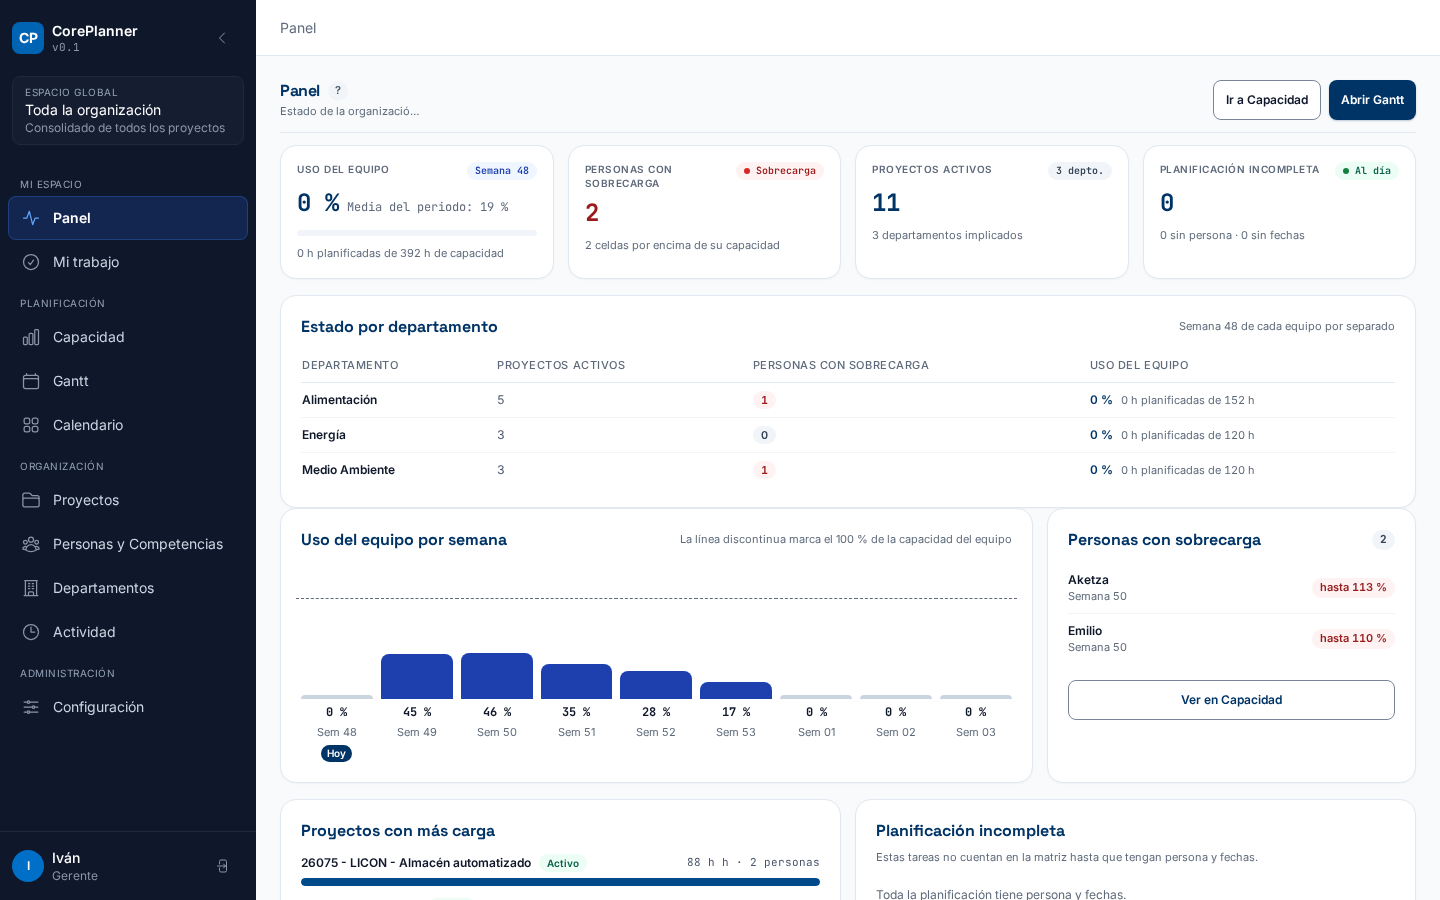 CP
CorePlanner
v0.1
ESPACIO GLOBAL
Toda la organización
Consolidado de todos los proyectos
MI ESPACIO
Panel
Mi trabajo
PLANIFICACIÓN
Capacidad
Gantt
Calendario
ORGANIZACIÓN
Proyectos
Personas y Competencias
Departamentos
Actividad
ADMINISTRACIÓN
Configuración
I
Iván
Gerente
Panel
Panel ?
Estado de la organizació...
Ir a Capacidad
Abrir Gantt
USO DEL EQUIPO
Semana 48
0 % Media del periodo: 19 %
0 h planificadas de 392 h de capacidad
PERSONAS CON
SOBRECARGA
Sobrecarga
2
2 celdas por encima de su capacidad
PROYECTOS ACTIVOS
3 depto.
11
3 departamentos implicados
PLANIFICACIÓN INCOMPLETA
Al día
0
0 sin persona · 0 sin fechas
Estado por departamento
Semana 48 de cada equipo por separado
DEPARTAMENTO PROYECTOS ACTIVOS PERSONAS CON SOBRECARGA USO DEL EQUIPO
Alimentación 5 1 0 % 0 h planificadas de 152 h
Energía 3 0 0 % 0 h planificadas de 120 h
Medio Ambiente 3 1 0 % 0 h planificadas de 120 h
Uso del equipo por semana
La línea discontinua marca el 100 % de la capacidad del equipo
0 % 45 % 46 % 35 % 28 % 17 % 0 % 0 % 0 %
Sem 48 Sem 49 Sem 50 Sem 51 Sem 52 Sem 53 Sem 01 Sem 02 Sem 03
Hoy
Personas con sobrecarga
2
Aketza
Semana 50
hasta 113 %
Emilio
Semana 50
hasta 110 %
Ver en Capacidad
Proyectos con más carga
26075 - LICON - Almacén automatizado Activo 88 h h · 2 personas
Planificación incompleta
Estas tareas no cuentan en la matriz hasta que tengan persona y fechas.
Toda la planificación tiene persona y fechas.